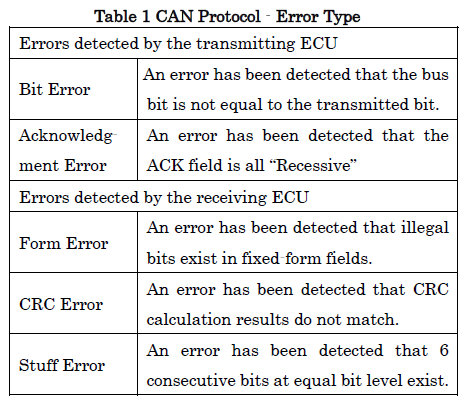 Table 1 CAN Protocol - Error Type
Errors detected by the transmitting ECU
Bit Error
An error has been detected that the bus
bit is not equal to the transmitted bit.
Acknowledg-
ment Error
An error has been detected that the
ACK field is all “Recessive”
Errors detected by the receiving ECU
Form Error
An error has been detected that illegal
bits exist in fixed-form fields.
CRC Error
An error has been detected that CRC
calculation results do not match.
Stuff Error
An error has been detected that 6
consecutive bits at equal bit level exist.